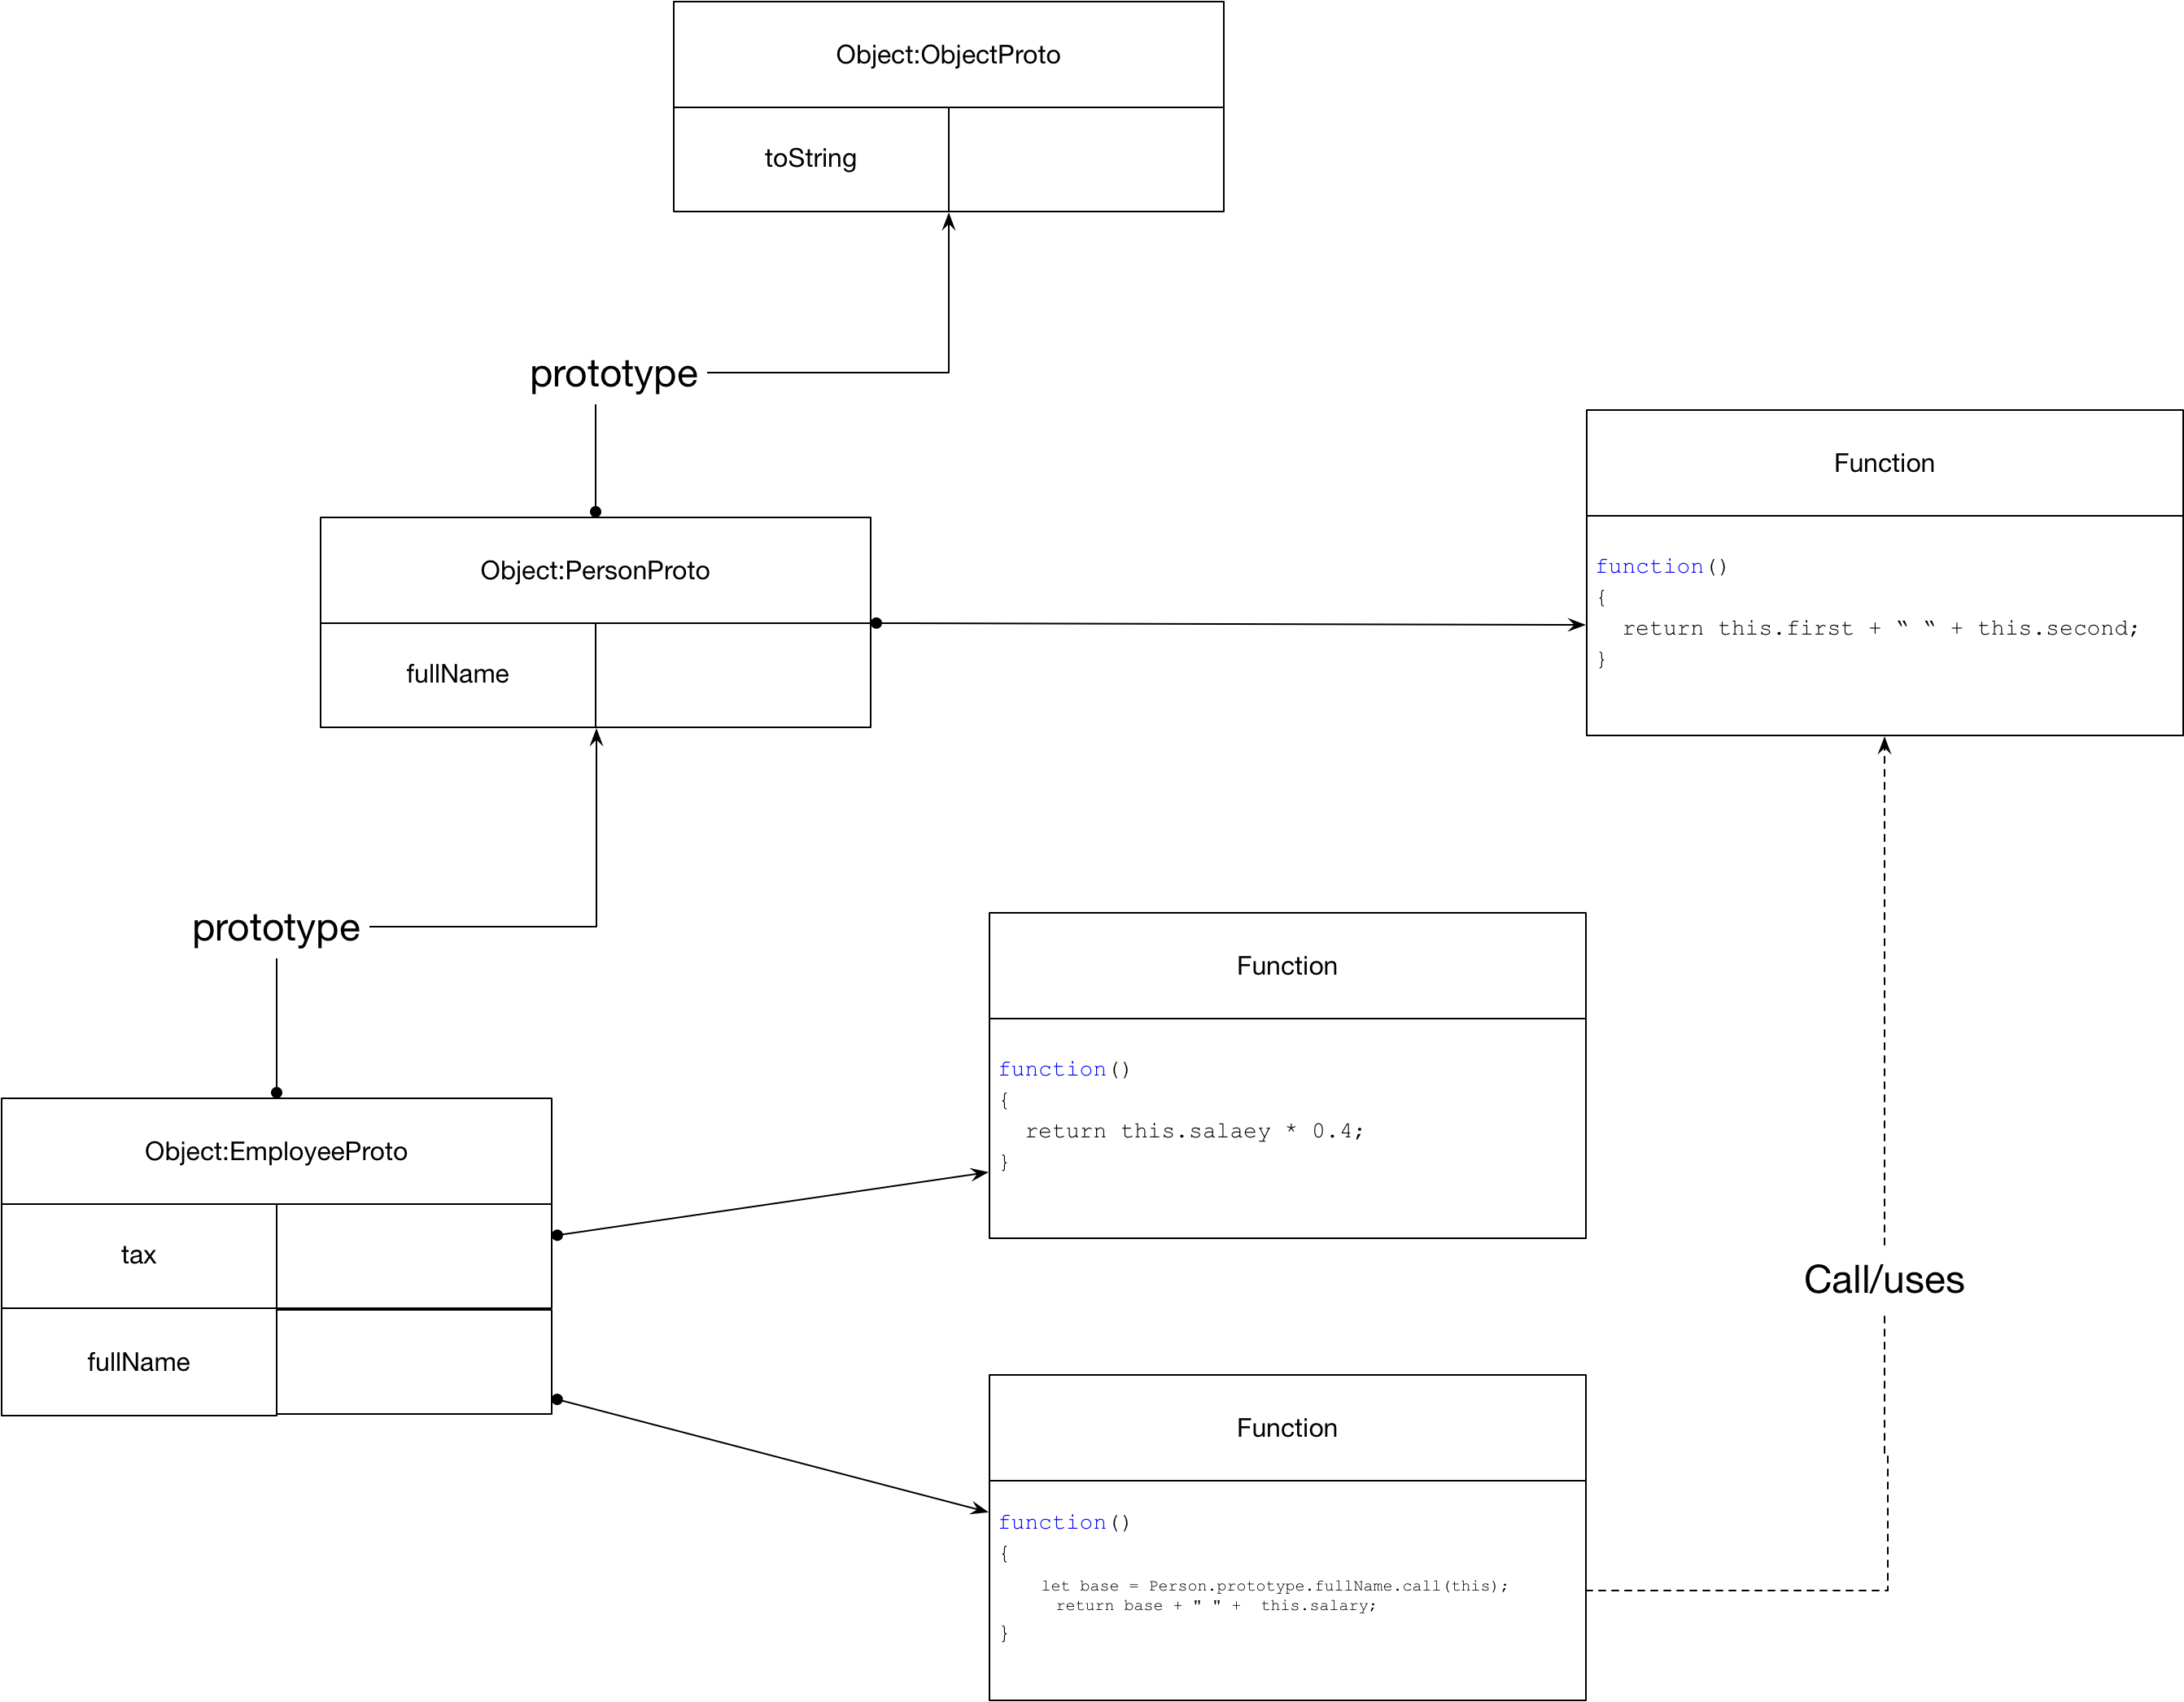 Object:ObjectProto
toString
prototype
Object:PersonProto
fullName
Function
function()
{
return this.first + “ “ + this.second;
}
prototype
Object:EmployeeProto
tax
fullName
Function
function()
{
return this.salaey * 0.4;
}
Call/uses
Function
function()
{
let base = Person.prototype.fullName.call(this);
return base + " " +  this.salary;
}